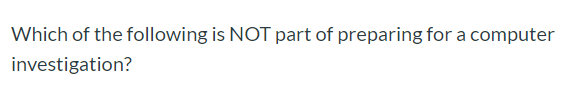 Which of the following is NOT part of preparing for a computer
investigation?